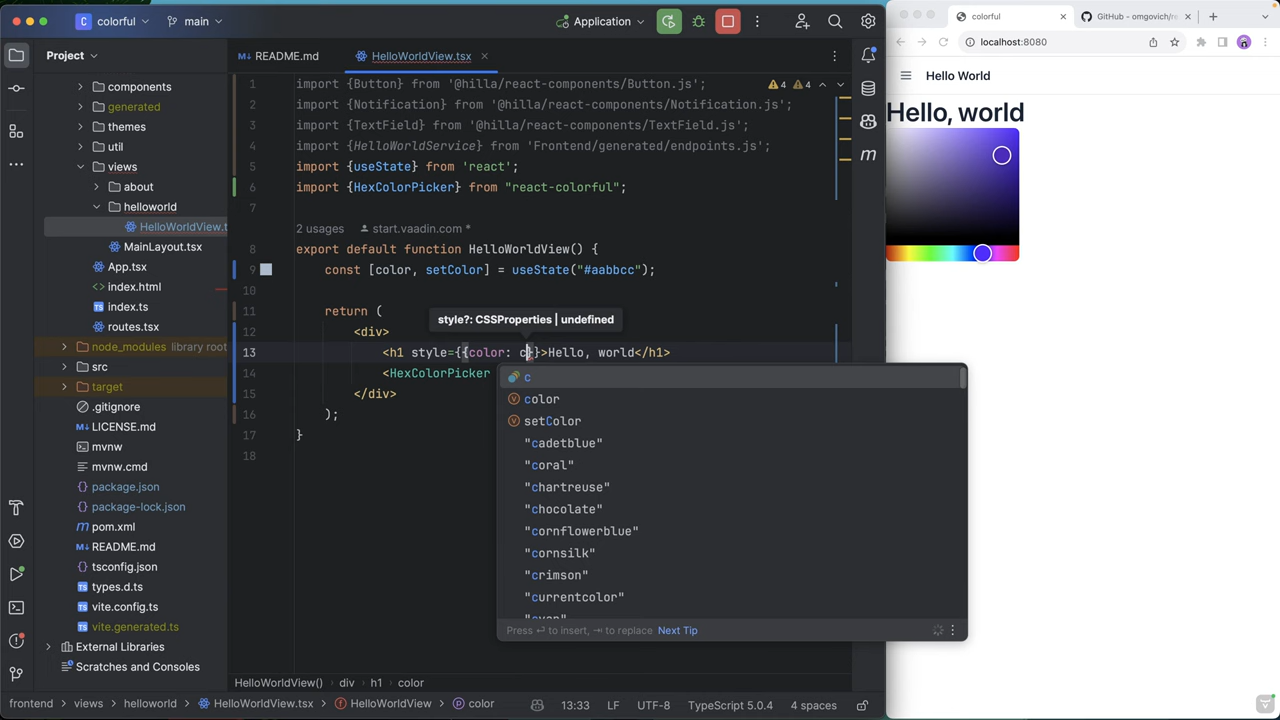 C colorful
main
Application
Project
README.md
HelloWorldView.tsx
components
generated
themes
util
views
about
helloworld
HelloWorldView.t
MainLayout.tsx
App.tsx
index.html
index.ts
routes.tsx
node_modules library root
src
target
.gitignore
LICENSE.md
mvnw
mvnw.cmd
package.json
package-lock.json
pom.xml
README.md
tsconfig.json
types.d.ts
vite.config.ts
vite.generated.ts
External Libraries
Scratches and Consoles
4 4
1 import {Button} from '@hilla/react-components/Button.js';
2 import {Notification} from '@hilla/react-components/Notification.js';
3 import {TextField} from '@hilla/react-components/TextField.js';
4 import {HelloWorldService} from 'Frontend/generated/endpoints.js';
5 import {useState} from 'react';
6 import {HexColorPicker} from "react-colorful";
7
2 usages start.vaadin.com *
8 export default function HelloWorldView() {
9 const [color, setColor] = useState("#aabbcc");
10
11 return (
style?: CSSProperties | undefined
12 <div>
13 <h1 style={{color: c}}>Hello, world</h1>
14 <HexColorPicker
15 </div>
16 );
17 }
18
c
color
setColor
"cadetblue"
"coral"
"chartreuse"
"chocolate"
"cornflowerblue"
"cornsilk"
"crimson"
"currentcolor"
"cyan"
Press ↩ to insert, ⇥ to replace Next Tip
HelloWorldView() › div › h1 › color
frontend › views › helloworld › HelloWorldView.tsx › HelloWorldView › color
13:33 LF UTF-8 TypeScript 5.0.4 4 spaces
colorful
GitHub - omgovich/re
localhost:8080
Hello World
Hello, world